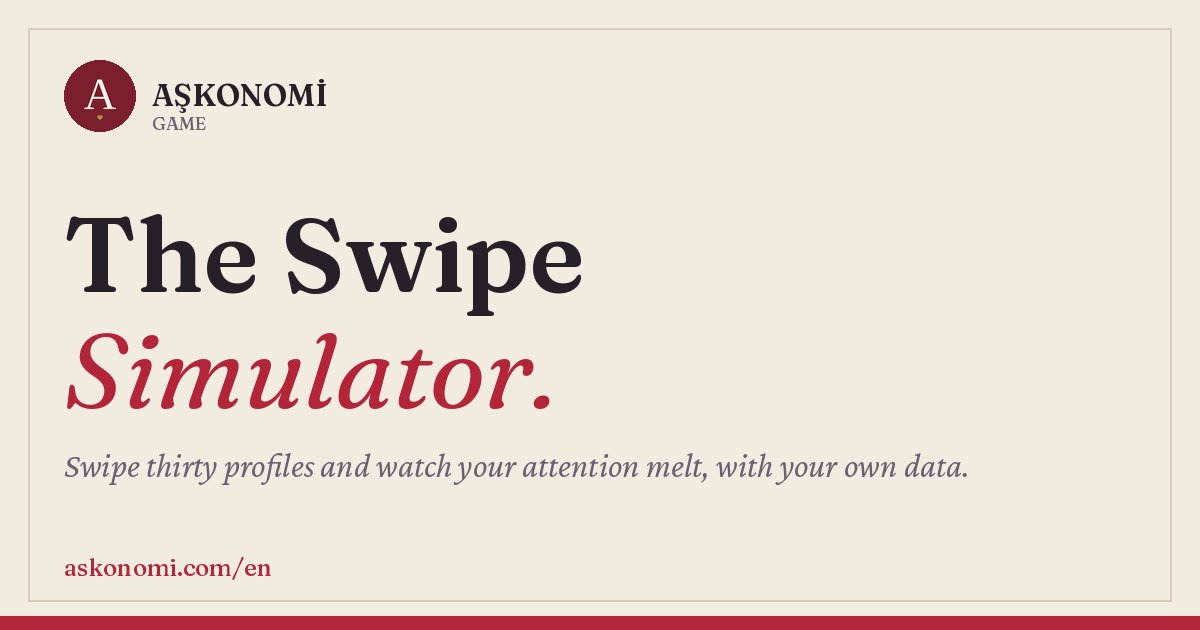 A
AŞKONOMİ
GAME
The Swipe
Simulator.
Swipe thirty profiles and watch your attention melt, with your own data.
askonomi.com/en